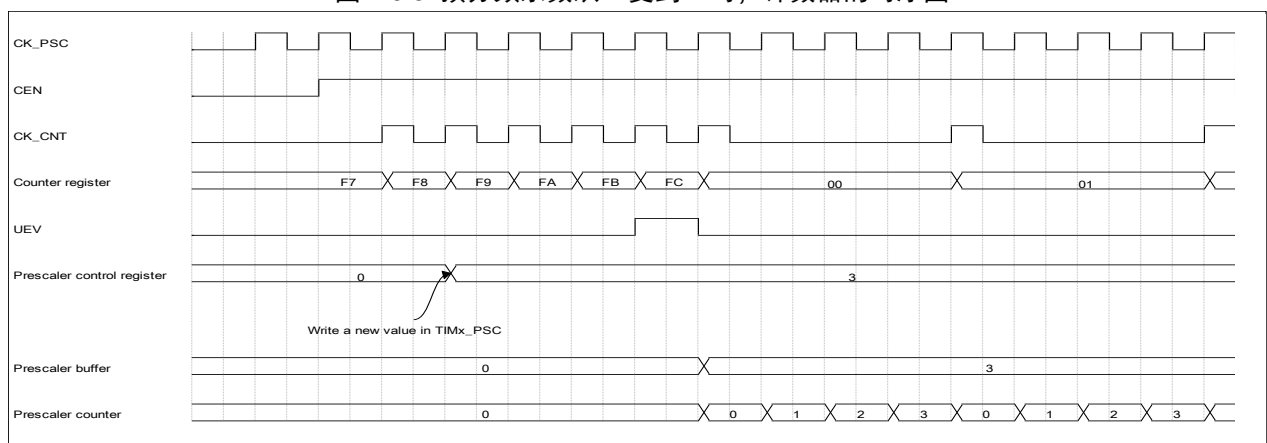 CK_PSC
CEN
CK_CNT
Counter register F7 F8 F9 FA FB FC 00 01
UEV
Prescaler control register 0 3
Write a new value in TIMx_PSC
Prescaler buffer 0 3
Prescaler counter 0 0 1 2 3 0 1 2 3